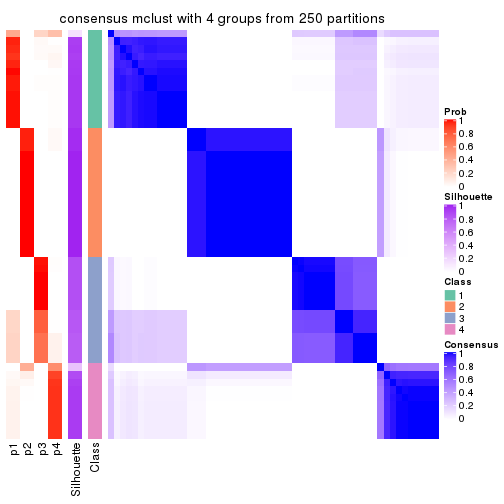 consensus mclust with 4 groups from 250 partitions
Prob
1
0.8
0.6
0.4
0.2
0
Silhouette
1
0.8
0.6
0.4
0.2
0
Class
1
2
3
4
Consensus
1
0.8
0.6
0.4
0.2
0
p1
p2
p3
p4
Silhouette
Class